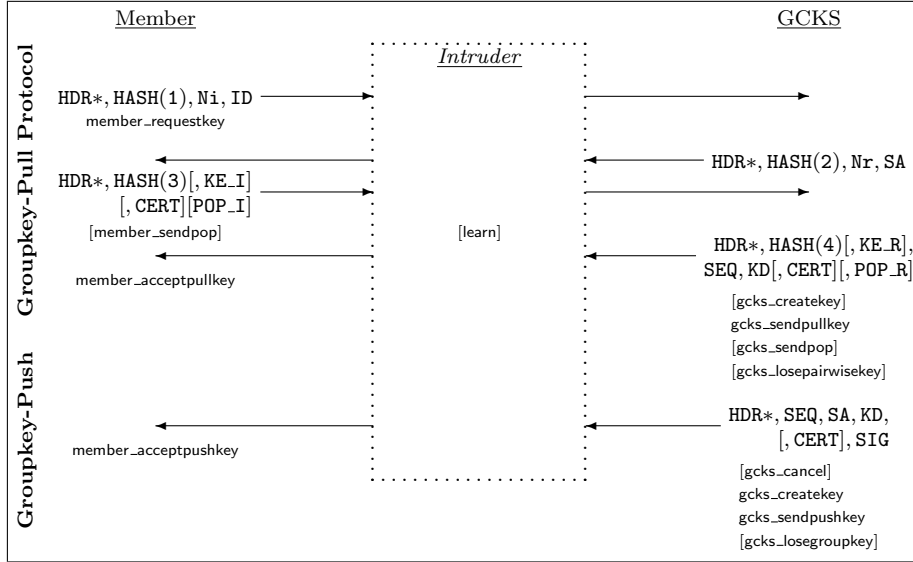 Member
GCKS
Intruder
Groupkey-Pull Protocol
HDR*, HASH(1), Ni, ID
member_requestkey
HDR*, HASH(2), Nr, SA
HDR*, HASH(3)[, KE_I]
[, CERT][POP_I]
[member_sendpop]
[learn]
HDR*, HASH(4)[, KE_R],
SEQ, KD[, CERT][, POP_R]
member_acceptpullkey
[gcks_createkey]
gcks_sendpullkey
[gcks_sendpop]
[gcks_losepairwisekey]
Groupkey-Push
HDR*, SEQ, SA, KD,
[, CERT], SIG
member_acceptpushkey
[gcks_cancel]
gcks_createkey
gcks_sendpushkey
[gcks_losegroupkey]